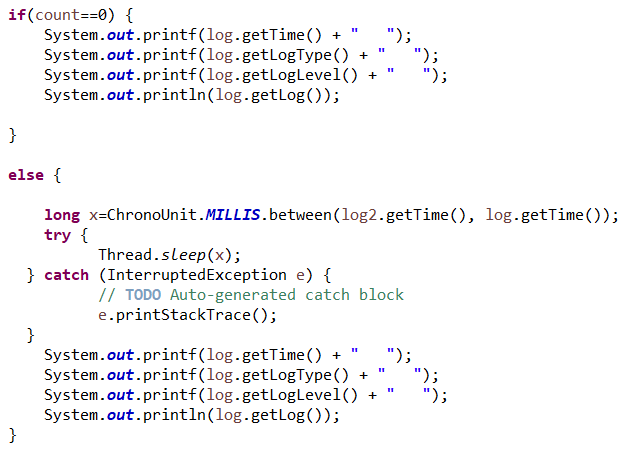 if(count==0) {
    System.out.printf(log.getTime() + "   ");
    System.out.printf(log.getLogType() + "   ");
    System.out.printf(log.getLogLevel() + "   ");
    System.out.println(log.getLog());
}
else {
    long x=ChronoUnit.MILLIS.between(log2.getTime(), log.getTime());
    try {
          Thread.sleep(x);
  } catch (InterruptedException e) {
          // TODO Auto-generated catch block
          e.printStackTrace();
  }
    System.out.printf(log.getTime() + "   ");
    System.out.printf(log.getLogType() + "   ");
    System.out.printf(log.getLogLevel() + "   ");
    System.out.println(log.getLog());
}